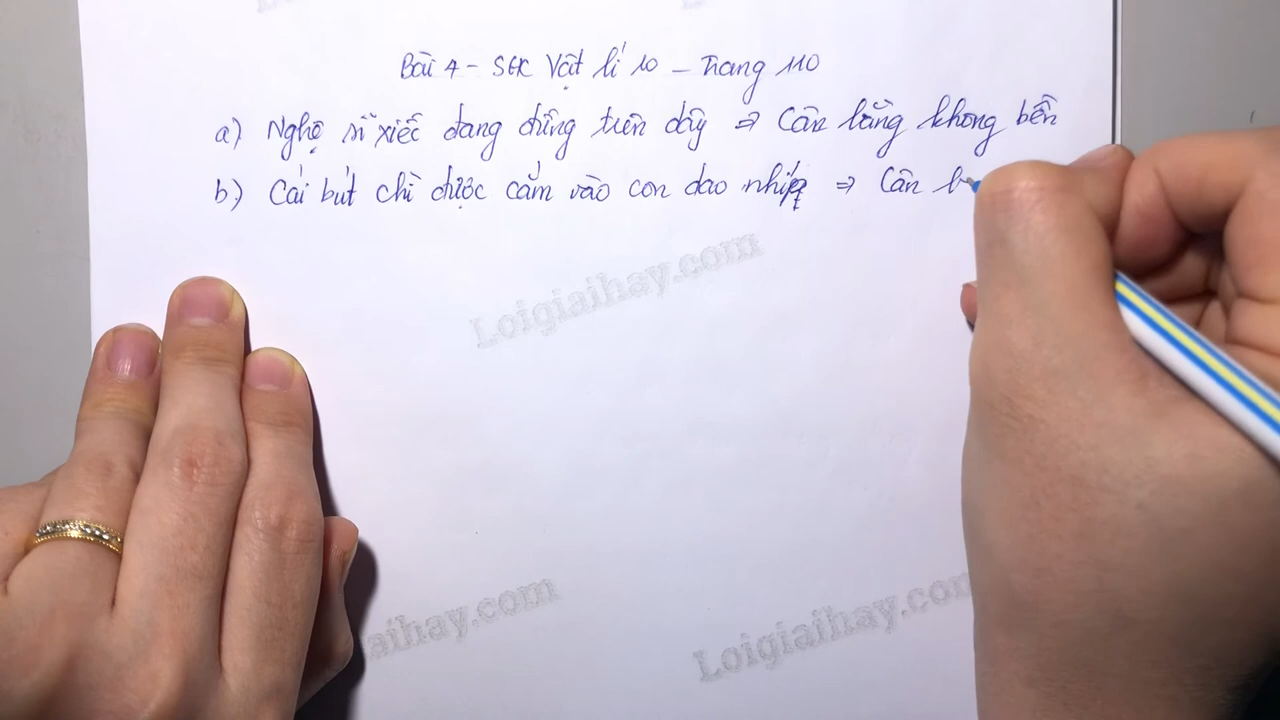 Bài 4 - SGK Vật lí 10 - Trang 110
a) Nghệ sĩ xiếc đang đứng trên dây ⇒ Cân bằng không bền
b) Cái bút chì được cắm vào con dao nhíp ⇒ Cân b
Loigiaihay.com
aihay.com
Loigiaihay.com